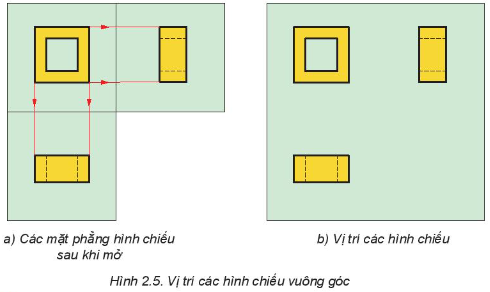 a) Các mặt phẳng hình chiếu
sau khi mở
b) Vị trí các hình chiếu
Hình 2.5. Vị trí các hình chiếu vuông góc